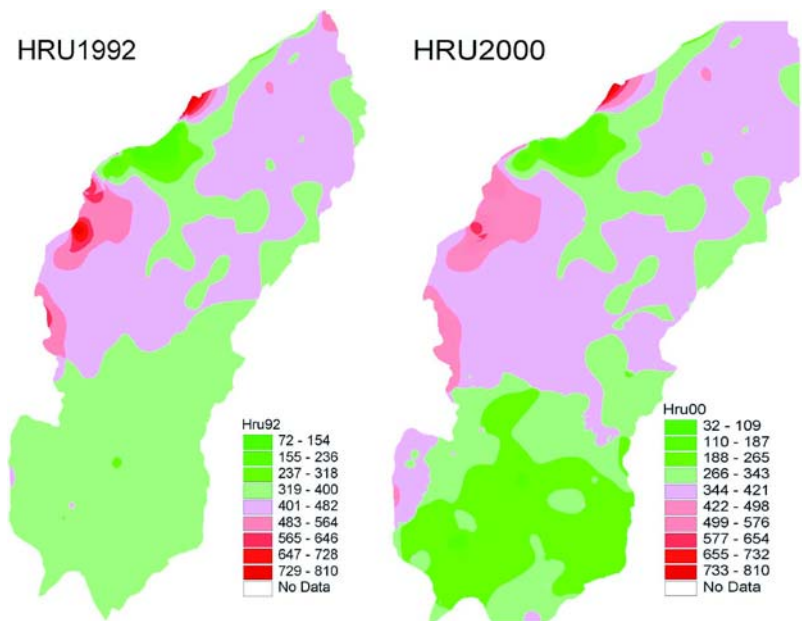 HRU1992
HRU2000
Hru92
72 - 154
155 - 236
237 - 318
319 - 400
401 - 482
483 - 564
565 - 646
647 - 728
729 - 810
No Data
Hru00
32 - 109
110 - 187
188 - 265
266 - 343
344 - 421
422 - 498
499 - 576
577 - 654
655 - 732
733 - 810
No Data